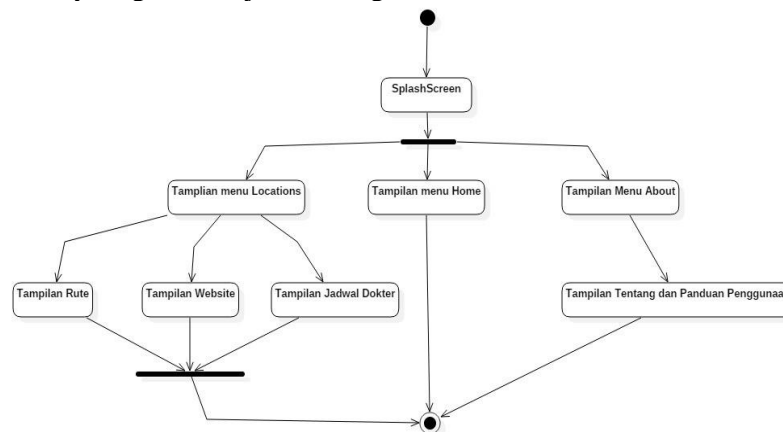 SplashScreen
Tamplian menu Locations
Tampilan menu Home
Tampilan Menu About
Tampilan Rute
Tampilan Website
Tampilan Jadwal Dokter
Tampilan Tentang dan Panduan Penggunaa